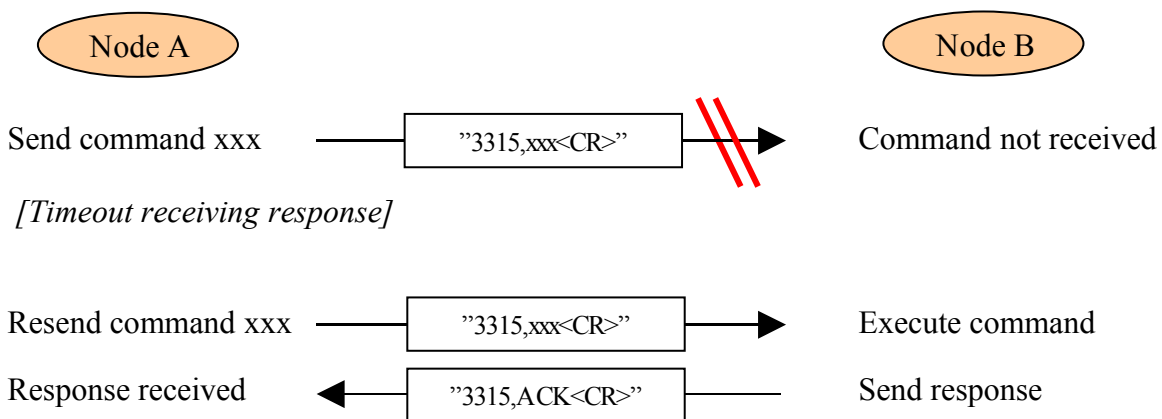 Node A Node B
Send command xxx ”3315,xxx<CR>” Command not received
[Timeout receiving response]
Resend command xxx ”3315,xxx<CR>” Execute command
Response received ”3315,ACK<CR>” Send response